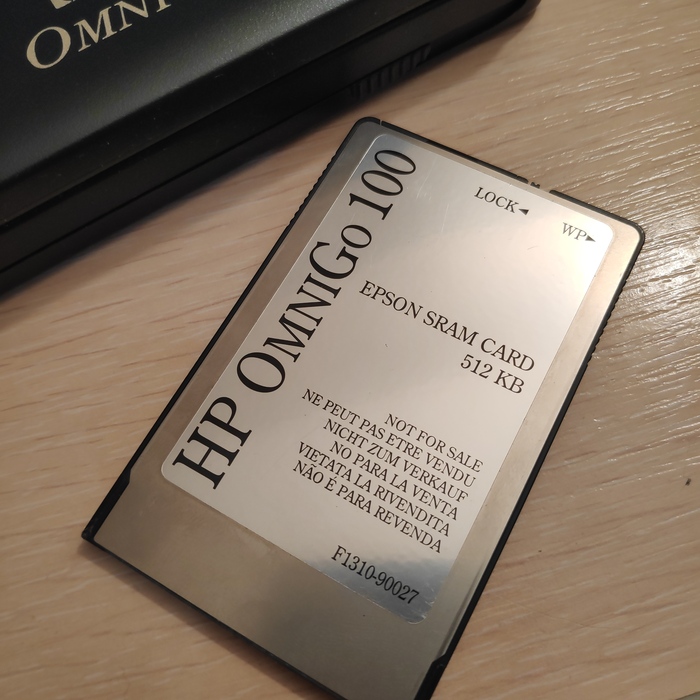 OMNI
HP OMNIGO 100
LOCK◄
WP►
EPSON SRAM CARD
512 KB
NOT FOR SALE
NE PEUT PAS ETRE VENDU
NICHT ZUM VERKAUF
NO PARA LA VENTA
VIETATA LA RIVENDITA
NÃO É PARA REVENDA
F1310-90027